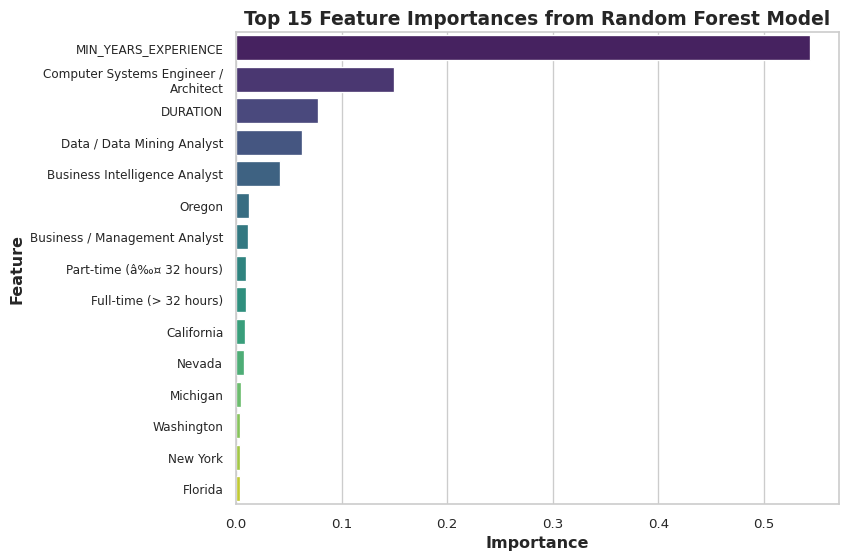 Top 15 Feature Importances from Random Forest Model
Feature
MIN_YEARS_EXPERIENCE
Computer Systems Engineer /
Architect
DURATION
Data / Data Mining Analyst
Business Intelligence Analyst
Oregon
Business / Management Analyst
Part-time (â‰¤ 32 hours)
Full-time (> 32 hours)
California
Nevada
Michigan
Washington
New York
Florida
0.0 0.1 0.2 0.3 0.4 0.5
Importance